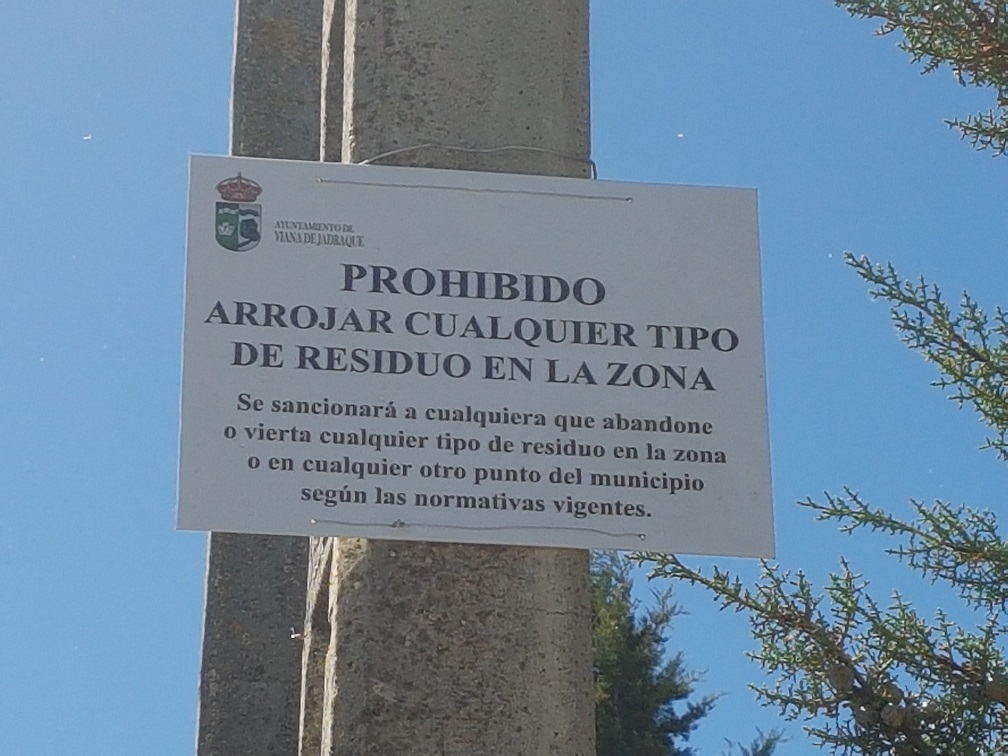 AYUNTAMIENTO DE
VIANA DE JADRAQUE
PROHIBIDO
ARROJAR CUALQUIER TIPO
DE RESIDUO EN LA ZONA
Se sancionará a cualquiera que abandone
o vierta cualquier tipo de residuo en la zona
o en cualquier otro punto del municipio
según las normativas vigentes.